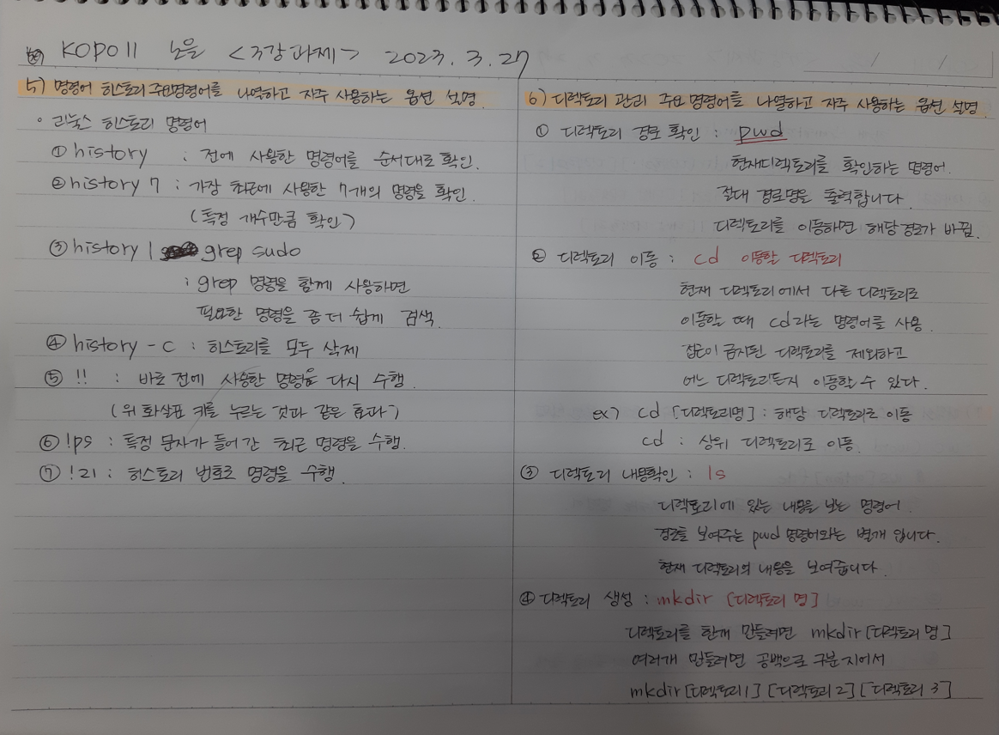 KOPO11 노을 <3강과제> 2023. 3. 27
5) 명령어 히스토리 주요명령어를 나열하고 자주 사용하는 옵션 설명.
◦ 리눅스 히스토리 명령어
① history : 전에 사용한 명령어를 순서대로 확인.
② history 7 : 가장 최근에 사용한 7개의 명령을 확인.
(특정 개수만큼 확인)
③ history | grep sudo
: grep 명령을 함께 사용하면
필요한 명령을 좀 더 쉽게 검색.
④ history -c : 히스토리를 모두 삭제
⑤ !! : 바로 전에 사용한 명령을 다시 수행.
(위 화살표 키를 누르는 것과 같은 효과)
⑥ !ps : 특정 문자가 들어간 최근 명령을 수행.
⑦ !21 : 히스토리 번호로 명령을 수행.
6) 디렉토리 관리 주요 명령어를 나열하고 자주 사용하는 옵션 설명.
① 디렉토리 경로 확인 : pwd
현재디렉토리를 확인하는 명령어.
절대 경로명을 출력합니다.
디렉토리를 이동하면 해당경로가 바뀜.
② 디렉토리 이동 : cd 이동할 디렉토리
현재 디렉토리에서 다른 디렉토리로
이동할 때 cd라는 명령어를 사용.
접근이 금지된 디렉토리를 제외하고
어느 디렉토리든지 이동할 수 있다.
ex) cd [디렉토리명] : 해당 디렉토리로 이동
cd : 상위 디렉토리로 이동.
③ 디렉토리 내용확인 : ls
디렉토리에 있는 내용을 보는 명령어.
경로를 보여주는 pwd 명령어와는 별개 입니다.
현재 디렉토리의 내용을 보여줍니다.
④ 디렉토리 생성 : mkdir [디렉토리 명]
디렉토리를 한개 만들려면 mkdir[디렉토리 명]
여러개 만들려면 공백으로 구분 지어서
mkdir[디렉토리1] [디렉토리 2] [디렉토리 3]